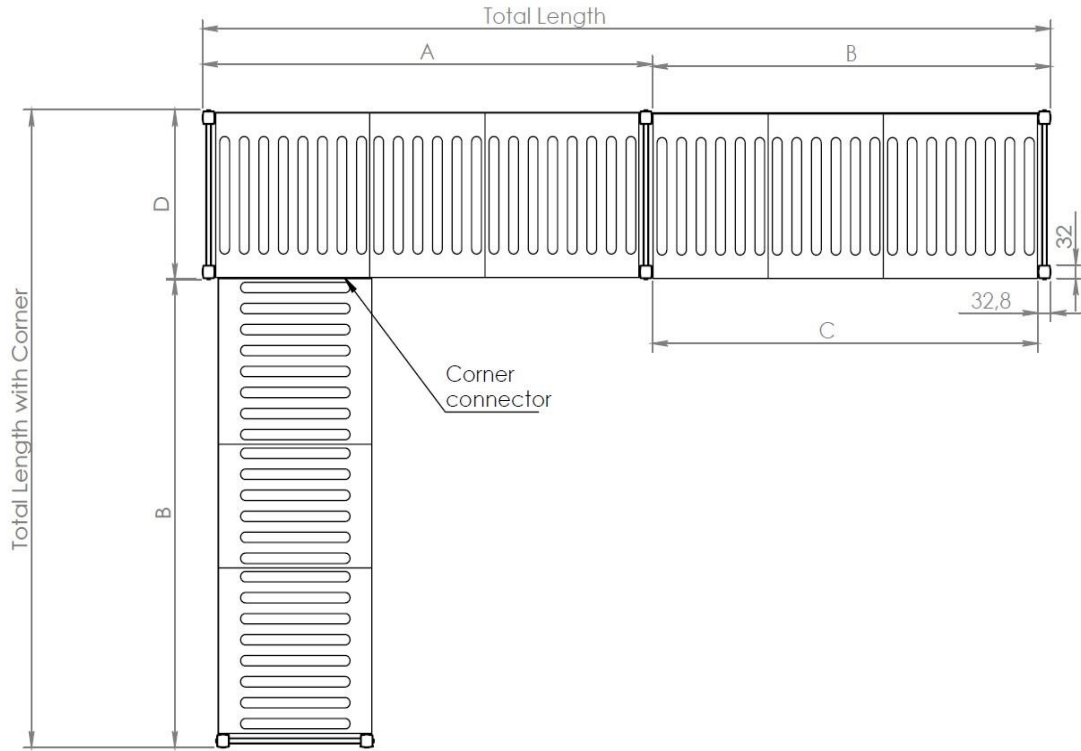 Total Length
A
B
D
32
32,8
C
Corner
connector
Total Length with Corner
B